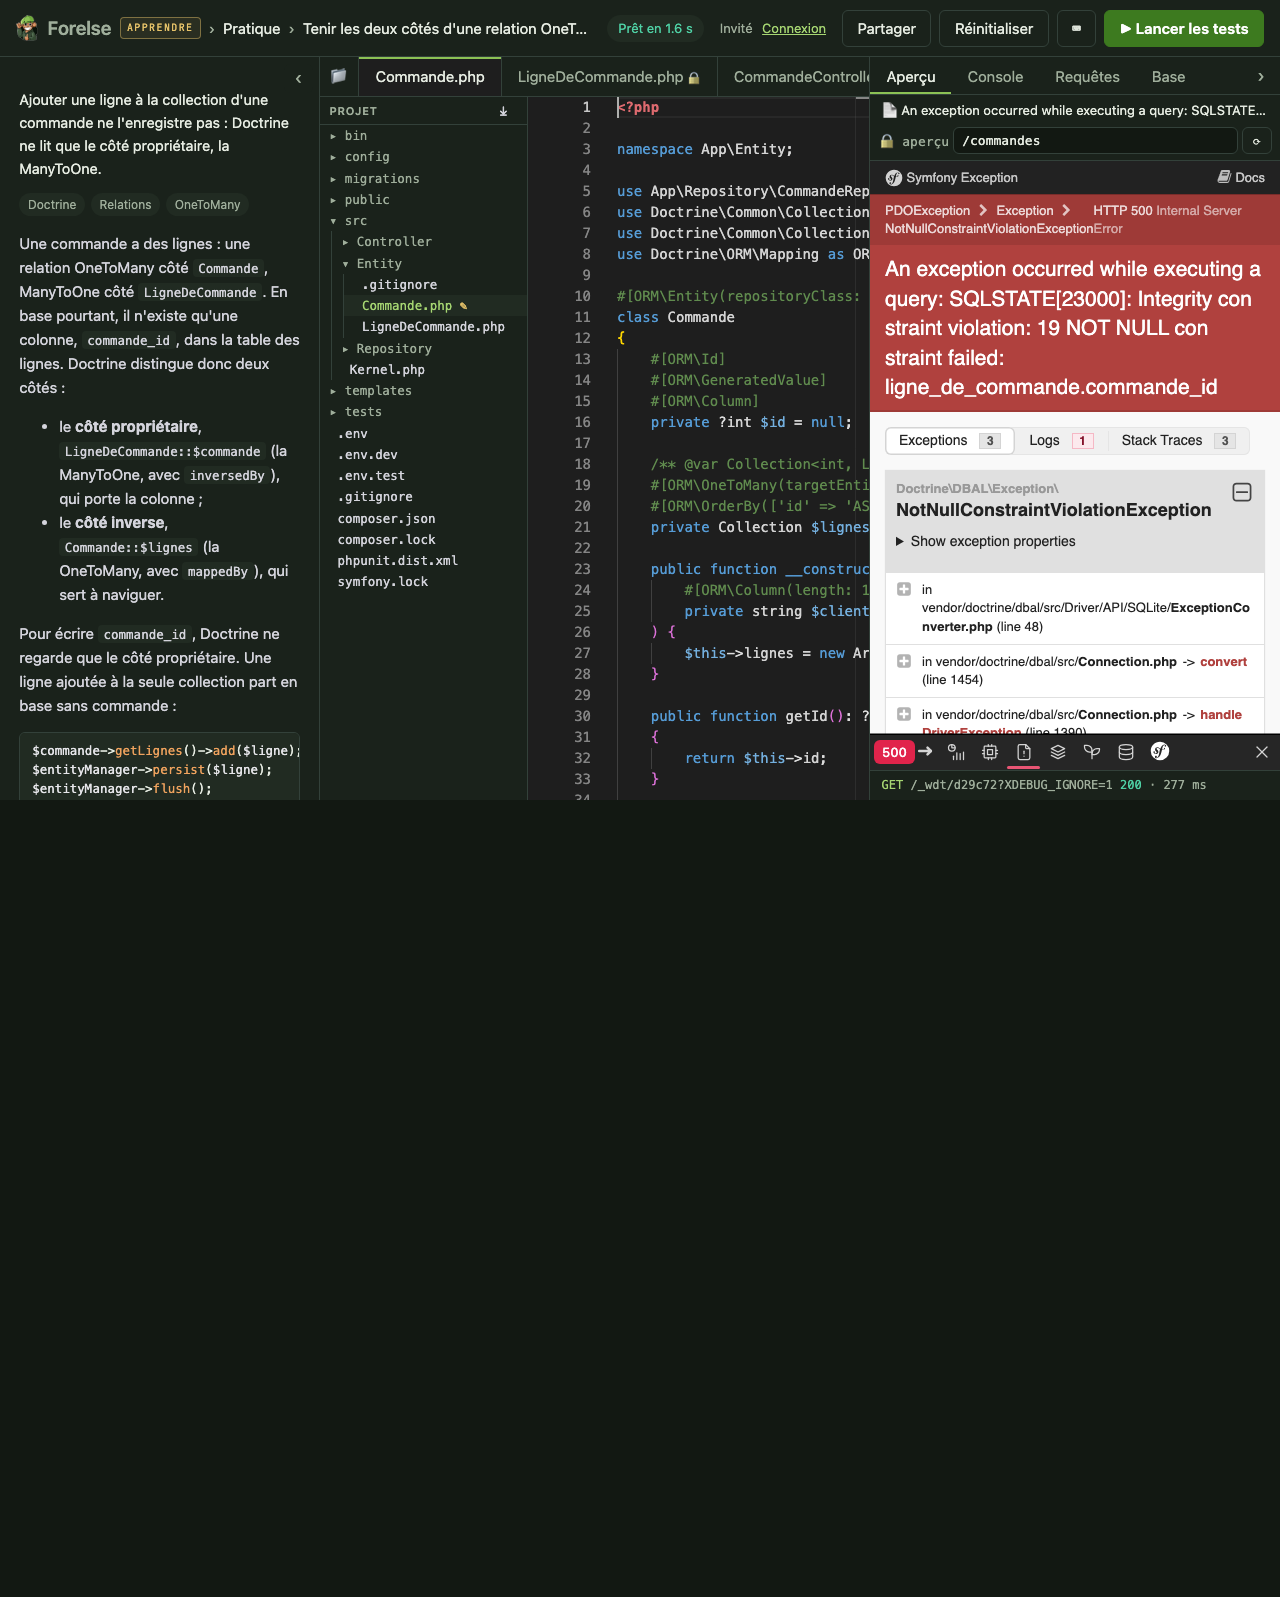 Forelse APPRENDRE › Pratique › Tenir les deux côtés d'une relation OneT... Prêt en 1.6 s Invité Connexion Partager Réinitialiser ▶ Lancer les tests
‹
Ajouter une ligne à la collection d'une
commande ne l'enregistre pas : Doctrine
ne lit que le côté propriétaire, la
ManyToOne.
Doctrine Relations OneToMany
Une commande a des lignes : une
relation OneToMany côté Commande,
ManyToOne côté LigneDeCommande. En
base pourtant, il n'existe qu'une
colonne, commande_id, dans la table des
lignes. Doctrine distingue donc deux
côtés :
• le côté propriétaire,
LigneDeCommande::$commande (la
ManyToOne, avec inversedBy),
qui porte la colonne ;
• le côté inverse,
Commande::$lignes (la
OneToMany, avec mappedBy), qui
sert à naviguer.
Pour écrire commande_id, Doctrine ne
regarde que le côté propriétaire. Une
ligne ajoutée à la seule collection part en
base sans commande :
$commande->getLignes()->add($ligne);
$entityManager->persist($ligne);
$entityManager->flush();
Commande.php LigneDeCommande.php CommandeControlle
PROJET
▸ bin
▸ config
▸ migrations
▸ public
▾ src
▸ Controller
▾ Entity
.gitignore
Commande.php
LigneDeCommande.php
▸ Repository
Kernel.php
▸ templates
▸ tests
.env
.env.dev
.env.test
.gitignore
composer.json
composer.lock
phpunit.dist.xml
symfony.lock
1 <?php
2
3 namespace App\Entity;
4
5 use App\Repository\CommandeRep
6 use Doctrine\Common\Collection
7 use Doctrine\Common\Collection
8 use Doctrine\ORM\Mapping as OR
9
10 #[ORM\Entity(repositoryClass:
11 class Commande
12 {
13 #[ORM\Id]
14 #[ORM\GeneratedValue]
15 #[ORM\Column]
16 private ?int $id = null;
17
18 /** @var Collection<int, L
19 #[ORM\OneToMany(targetEnti
20 #[ORM\OrderBy(['id' => 'AS
21 private Collection $lignes
22
23 public function __construc
24 #[ORM\Column(length: 1
25 private string $client
26 ) {
27 $this->lignes = new Ar
28 }
29
30 public function getId(): ?
31 {
32 return $this->id;
33 }
34
Aperçu Console Requêtes Base ›
An exception occurred while executing a query: SQLSTATE...
aperçu /commandes
Symfony Exception Docs
PDOException Exception HTTP 500 Internal Server
NotNullConstraintViolationException Error
An exception occurred while executing a
query: SQLSTATE[23000]: Integrity con
straint violation: 19 NOT NULL con
straint failed:
ligne_de_commande.commande_id
Exceptions 3 Logs 1 Stack Traces 3
Doctrine\DBAL\Exception\
NotNullConstraintViolationException
▶ Show exception properties
in
vendor/doctrine/dbal/src/Driver/API/SQLite/ExceptionCo
nverter.php (line 48)
in vendor/doctrine/dbal/src/Connection.php -> convert
(line 1454)
in vendor/doctrine/dbal/src/Connection.php -> handle
DriverException (line 1390)
500
GET /_wdt/d29c72?XDEBUG_IGNORE=1 200 · 277 ms